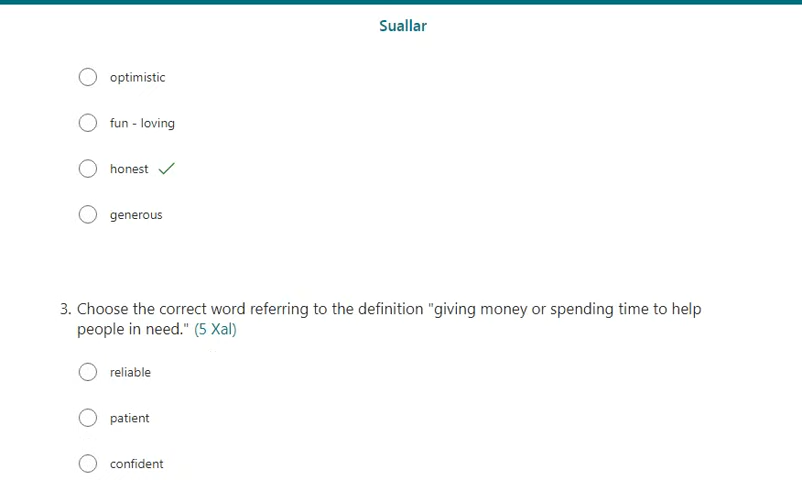 Suallar
optimistic
fun - loving
honest
generous
3. Choose the correct word referring to the definition "giving money or spending time to help
people in need." (5 Xal)
reliable
patient
confident